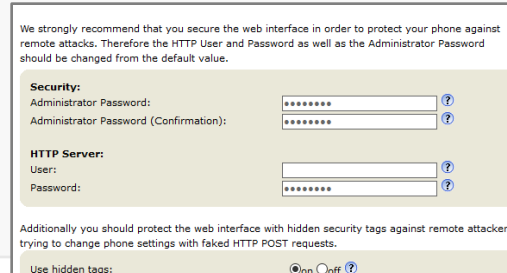 We strongly recommend that you secure the web interface in order to protect your phone against
remote attacks. Therefore the HTTP User and Password as well as the Administrator Password
should be changed from the default value.
Security:
Administrator Password: •••••••• ?
Administrator Password (Confirmation): •••••••• ?
HTTP Server:
User: ?
Password: •••••••• ?
Additionally you should protect the web interface with hidden security tags against remote attacker
trying to change phone settings with faked HTTP POST requests.
Use hidden tags: on off ?